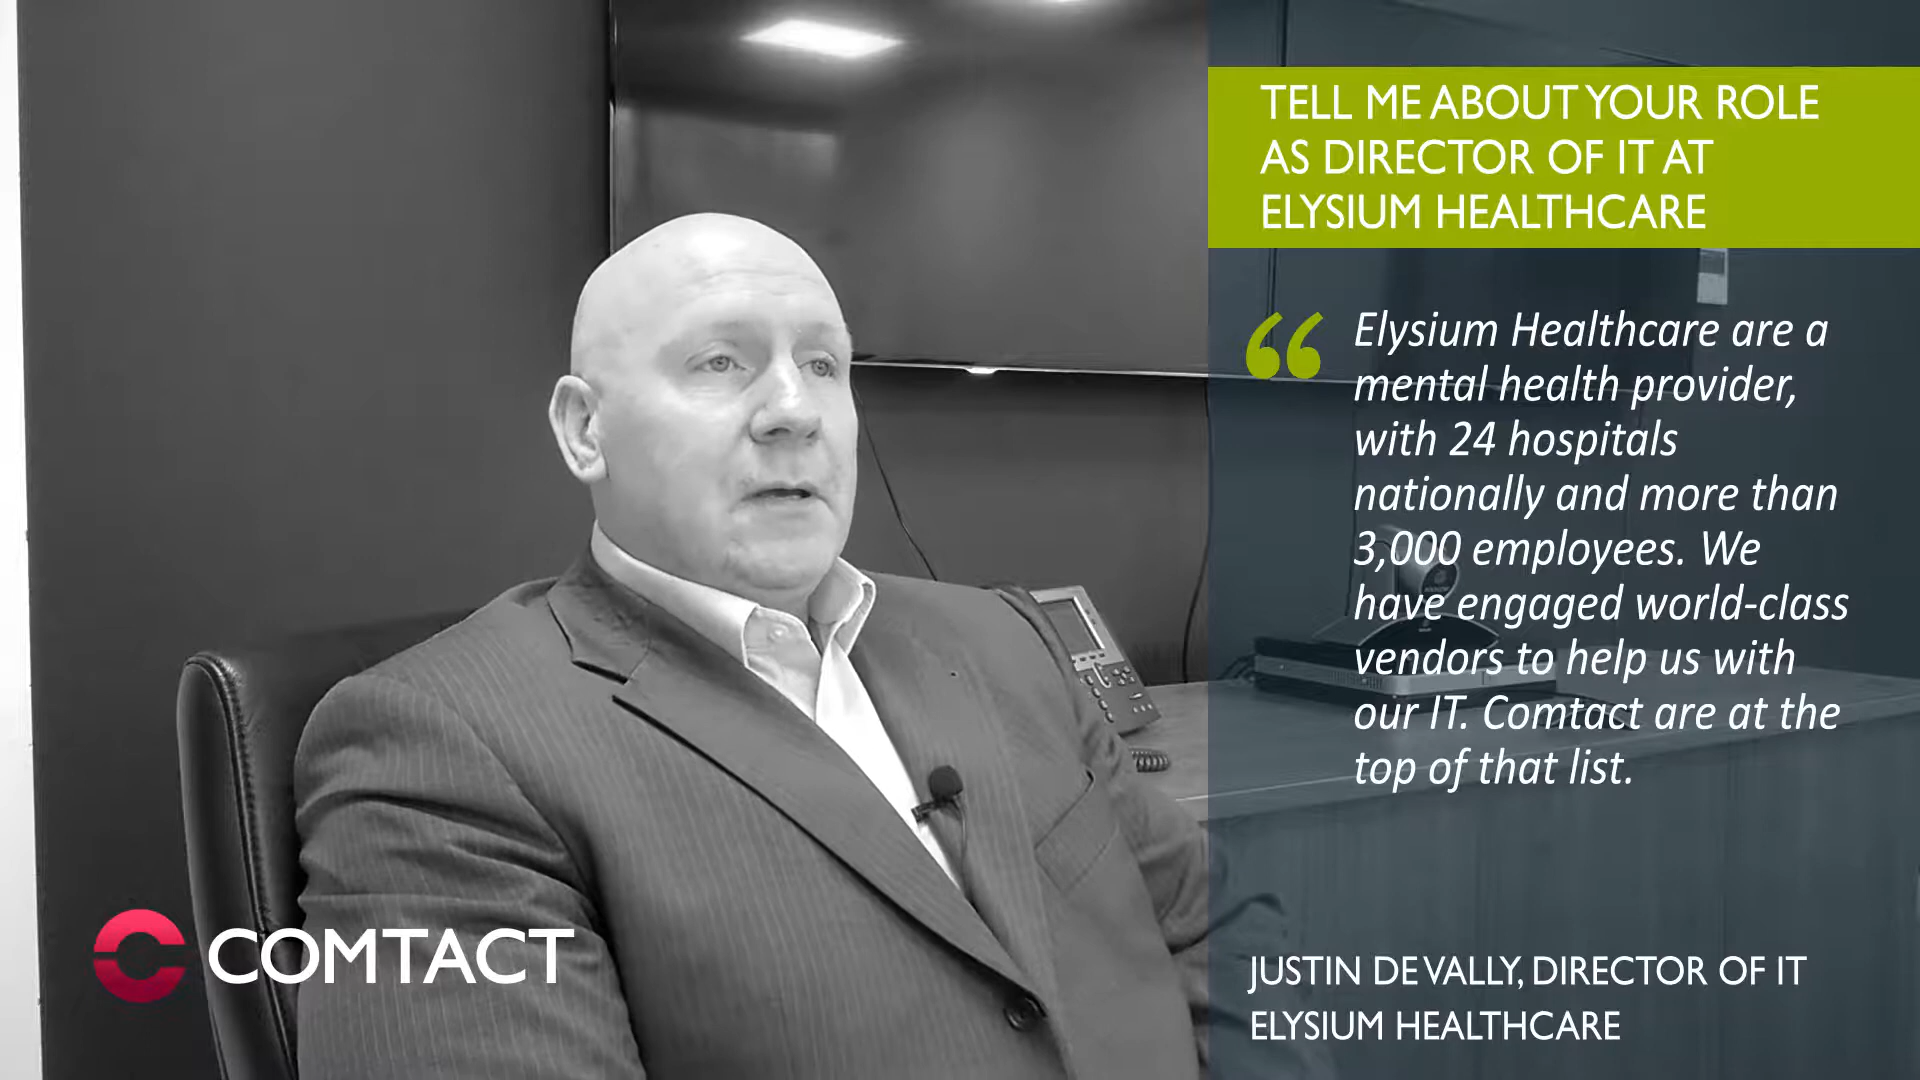 TELL ME ABOUT YOUR ROLE
AS DIRECTOR OF IT AT
ELYSIUM HEALTHCARE
“ Elysium Healthcare are a
mental health provider,
with 24 hospitals
nationally and more than
3,000 employees. We
have engaged world-class
vendors to help us with
our IT. Comtact are at the
top of that list.
COMTACT
JUSTIN DE VALLY, DIRECTOR OF IT
ELYSIUM HEALTHCARE